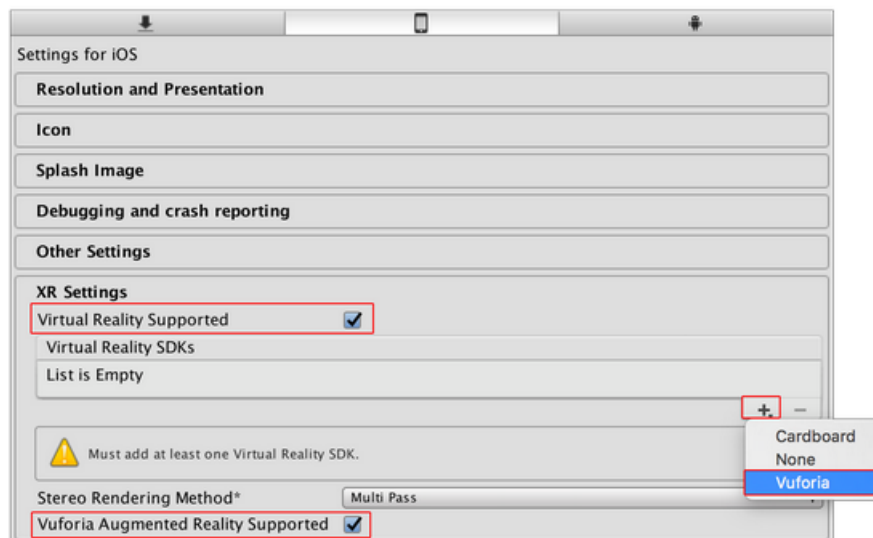 Settings for iOS
Resolution and Presentation
Icon
Splash Image
Debugging and crash reporting
Other Settings
XR Settings
Virtual Reality Supported
Virtual Reality SDKs
List is Empty
+ −
Cardboard
None
Vuforia
Must add at least one Virtual Reality SDK.
Stereo Rendering Method* Multi Pass
Vuforia Augmented Reality Supported